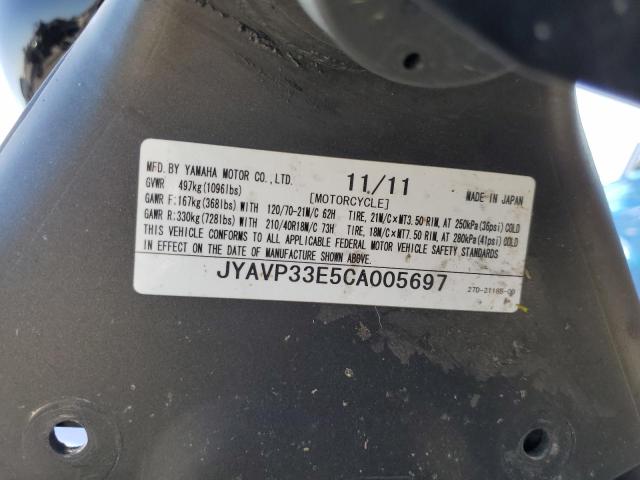 MFD. BY YAMAHA MOTOR CO., LTD. 11/11
GVWR 497kg(1096lbs) [MOTORCYCLE] MADE IN JAPAN
GAWR F:167kg(368lbs) WITH 120/70-21M/C 62H TIRE, 21M/C×MT3.50 RIM, AT 250kPa(36psi) COLD
GAWR R:330kg(728lbs) WITH 210/40R18M/C 73H TIRE, 18M/C×MT7.50 RIM, AT 280kPa(41psi) COLD
THIS VEHICLE CONFORMS TO ALL APPLICABLE FEDERAL MOTOR VEHICLE SAFETY STANDARDS
IN EFFECT ON THE DATE OF MANUFACTURE SHOWN ABOVE.
JYAVP33E5CA005697